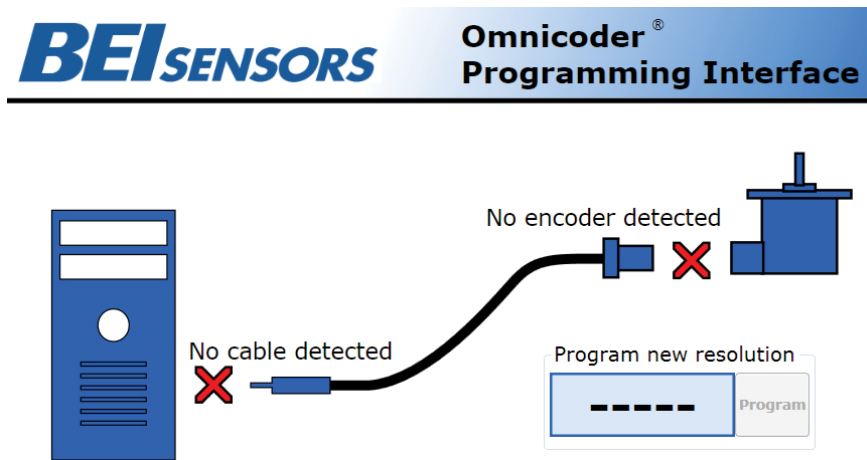 BEI SENSORS
Omnicoder ®
Programming Interface
No encoder detected
No cable detected
Program new resolution
-----
Program